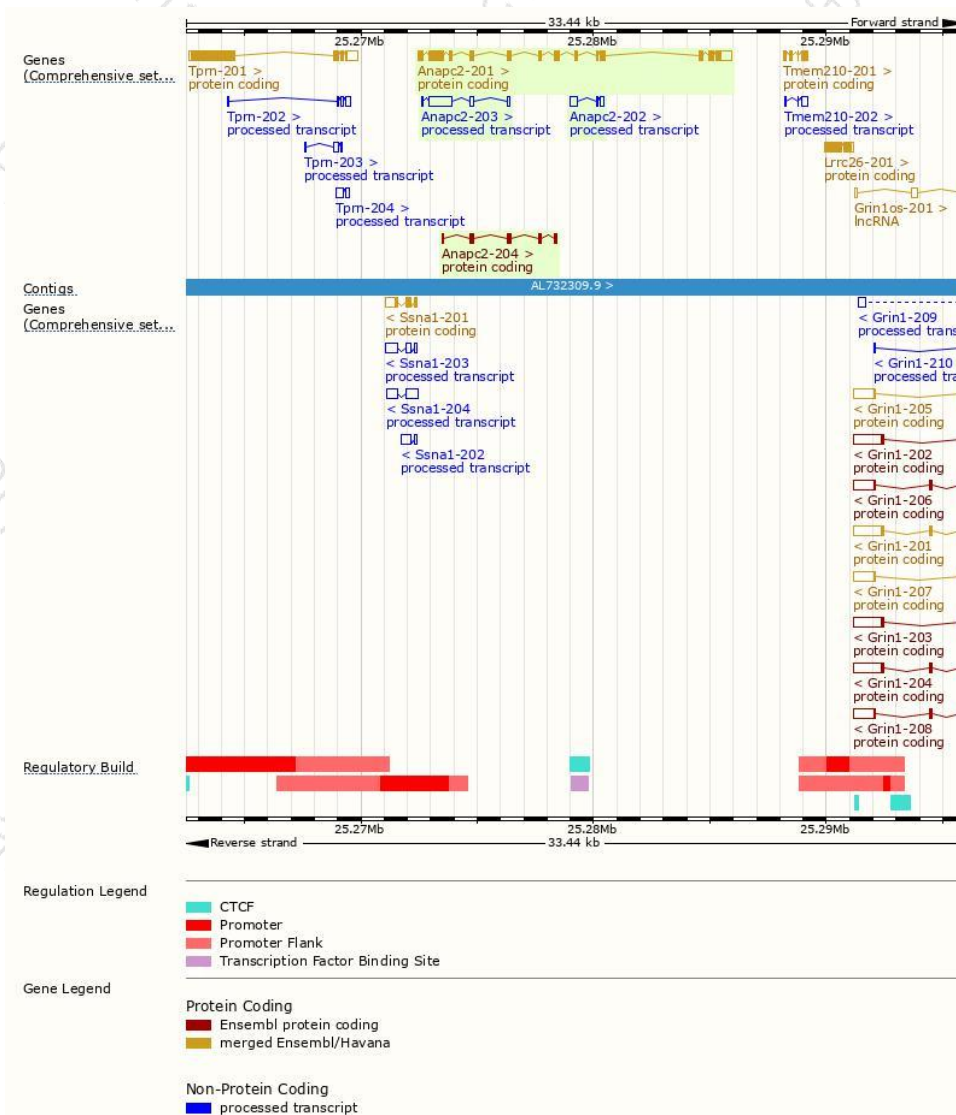 33.44 kb
Forward strand
25.27Mb 25.28Mb 25.29Mb
Genes
(Comprehensive set...
Tprn-201 >
protein coding
Anapc2-201 >
protein coding
Tmem210-201 >
protein coding
Tprn-202 >
processed transcript
Anapc2-203 >
processed transcript
Anapc2-202 >
processed transcript
Tmem210-202 >
processed transcript
Tprn-203 >
processed transcript
Lrrc26-201 >
protein coding
Tprn-204 >
processed transcript
Grin1os-201 >
lncRNA
Anapc2-204 >
protein coding
Contigs
AL732309.9 >
Genes
(Comprehensive set...
< Ssna1-201
protein coding
< Grin1-209
processed trans
< Ssna1-203
processed transcript
< Grin1-210
processed tra
< Ssna1-204
processed transcript
< Grin1-205
protein coding
< Ssna1-202
processed transcript
< Grin1-202
protein coding
< Grin1-206
protein coding
< Grin1-201
protein coding
< Grin1-207
protein coding
< Grin1-203
protein coding
< Grin1-204
protein coding
< Grin1-208
protein coding
Regulatory Build
25.27Mb 25.28Mb 25.29Mb
Reverse strand
33.44 kb
Regulation Legend
CTCF
Promoter
Promoter Flank
Transcription Factor Binding Site
Gene Legend
Protein Coding
Ensembl protein coding
merged Ensembl/Havana
Non-Protein Coding
processed transcript